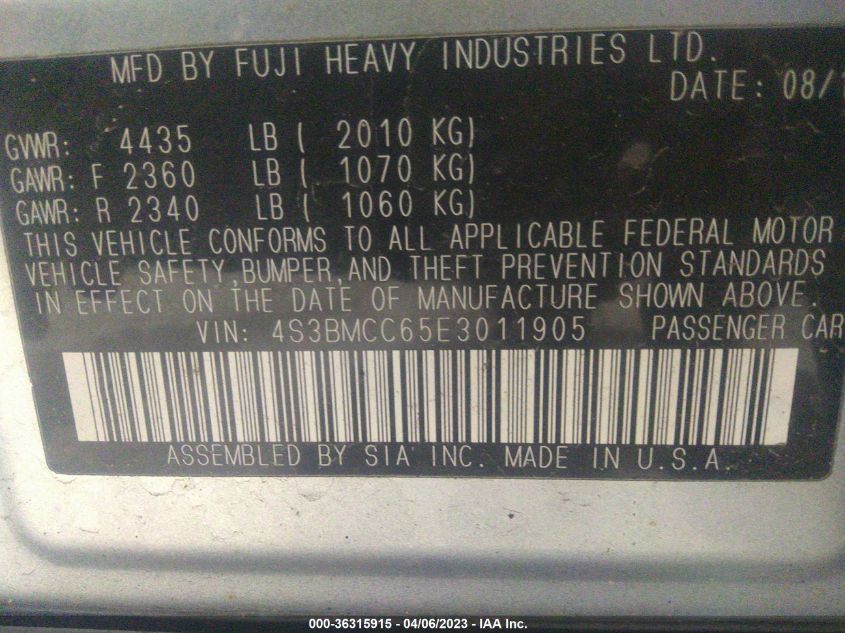 MFD BY FUJI HEAVY INDUSTRIES LTD.
DATE: 08/1
GVWR: 4435 LB ( 2010 KG)
GAWR: F 2360 LB ( 1070 KG)
GAWR: R 2340 LB ( 1060 KG)
THIS VEHICLE CONFORMS TO ALL APPLICABLE FEDERAL MOTOR
VEHICLE SAFETY,BUMPER,AND THEFT PREVENTION STANDARDS
IN EFFECT ON THE DATE OF MANUFACTURE SHOWN ABOVE.
VIN: 4S3BMCC65E3011905 PASSENGER CAR
ASSEMBLED BY SIA INC. MADE IN U.S.A.
000-36315915 - 04/06/2023 - IAA Inc.